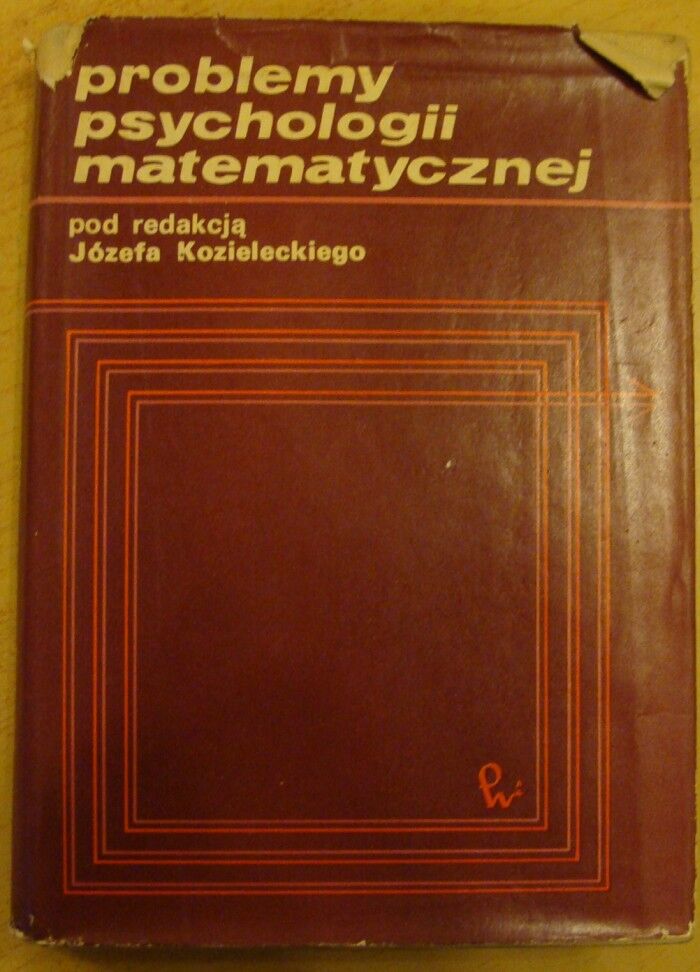 problemy
psychologii
matematycznej
pod redakcją
Józefa Kozieleckiego